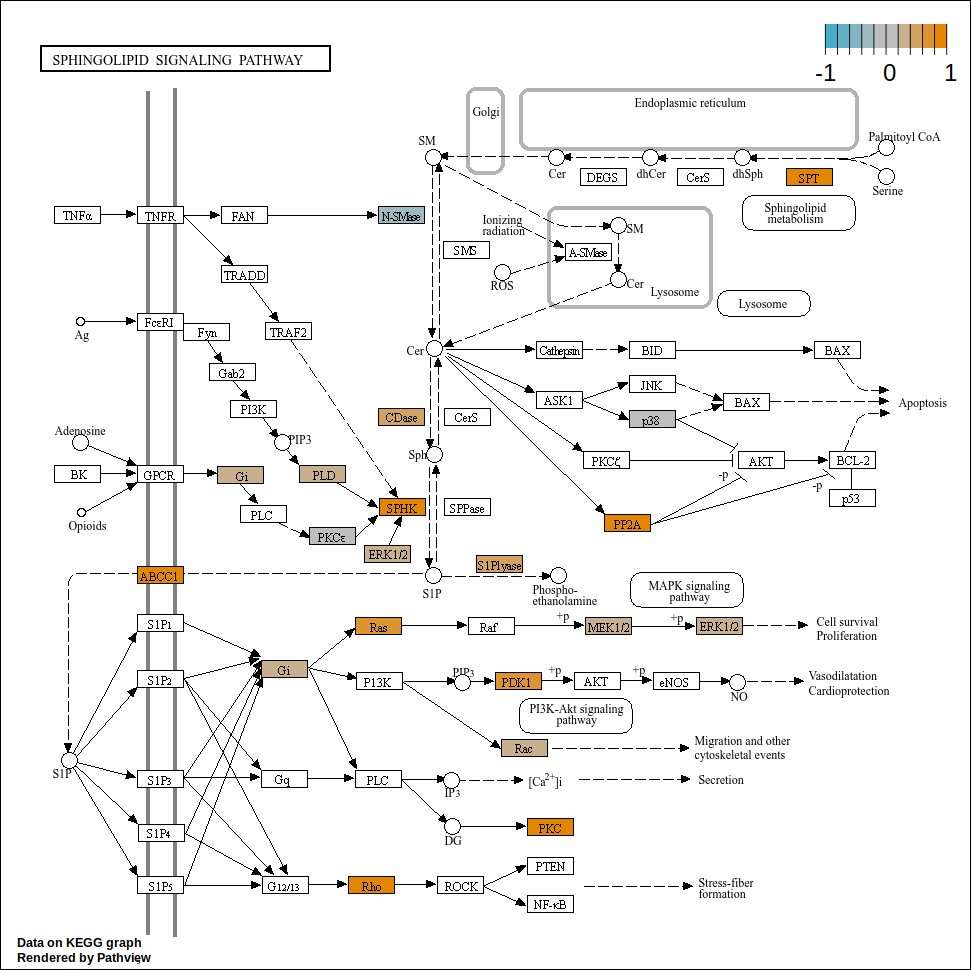 SPHINGOLIPID SIGNALING PATHWAY
-1 0 1
Golgi
Endoplasmic reticulum
SM
Palmitoyl CoA
Cer
DEGS
dhCer
CerS
dhSph
SPT
Serine
Sphingolipid
metabolism
TNFα
TNFR
FAN
N-SMase
Ionizing
radiation
SM
SMS
A-SMase
TRADD
ROS
Cer
Lysosome
Lysosome
Ag
FcεRI
Fyn
TRAF2
Cer
Cathepsin
BID
BAX
Gab2
JNK
ASK1
BAX
Apoptosis
PI3K
CDase
CerS
p38
Adenosine
PIP3
Sph
BK
GPCR
Gi
PLD
PKCζ
AKT
BCL-2
-p
-p
p53
Opioids
PLC
SPHK
SPPase
PP2A
PKCε
ERK1/2
ABCC1
S1P
S1Plyase
Phospho-
ethanolamine
MAPK signaling
pathway
S1P1
Ras
Raf
+p
MEK1/2
+p
ERK1/2
Cell survival
Proliferation
S1P2
Gi
P13K
PIP3
PDK1
+p
AKT
+p
eNOS
NO
Vasodilatation
Cardioprotection
PI3K-Akt signaling
pathway
Rac
Migration and other
cytoskeletal events
S1P
S1P3
Gq
PLC
IP3
[Ca2+]i
Secretion
S1P4
DG
PKC
S1P5
G12/13
Rho
ROCK
PTEN
NF-κB
Stress-fiber
formation
Data on KEGG graph
Rendered by Pathview